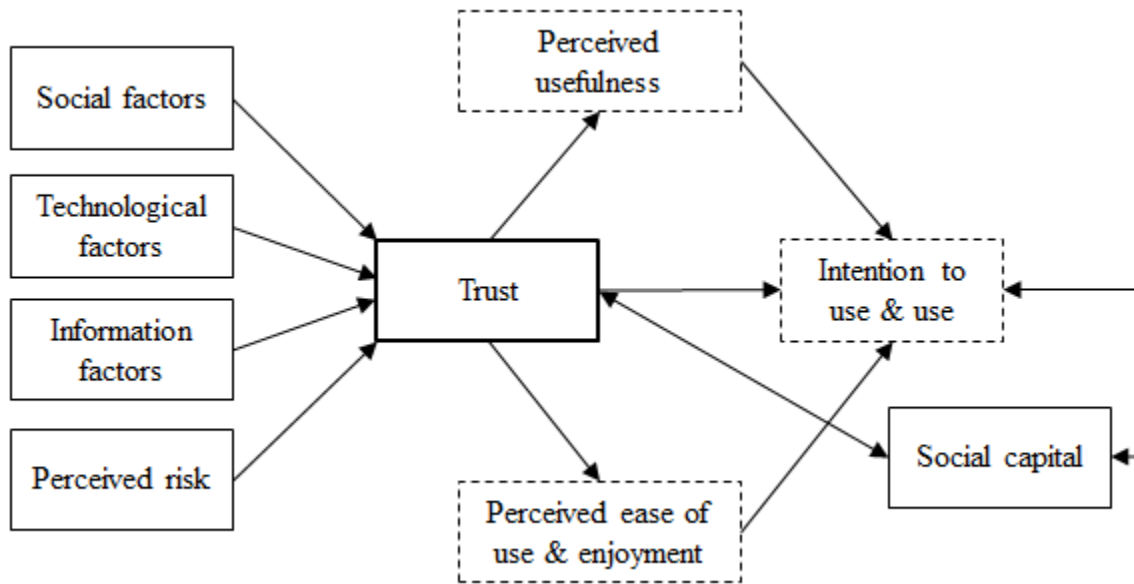 Social factors
Technological
factors
Information
factors
Perceived risk
Trust
Perceived
usefulness
Perceived ease of
use & enjoyment
Intention to
use & use
Social capital